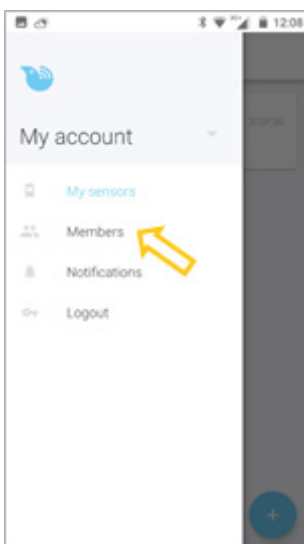 12:08
My account
My sensors
Members
Notifications
Logout
+